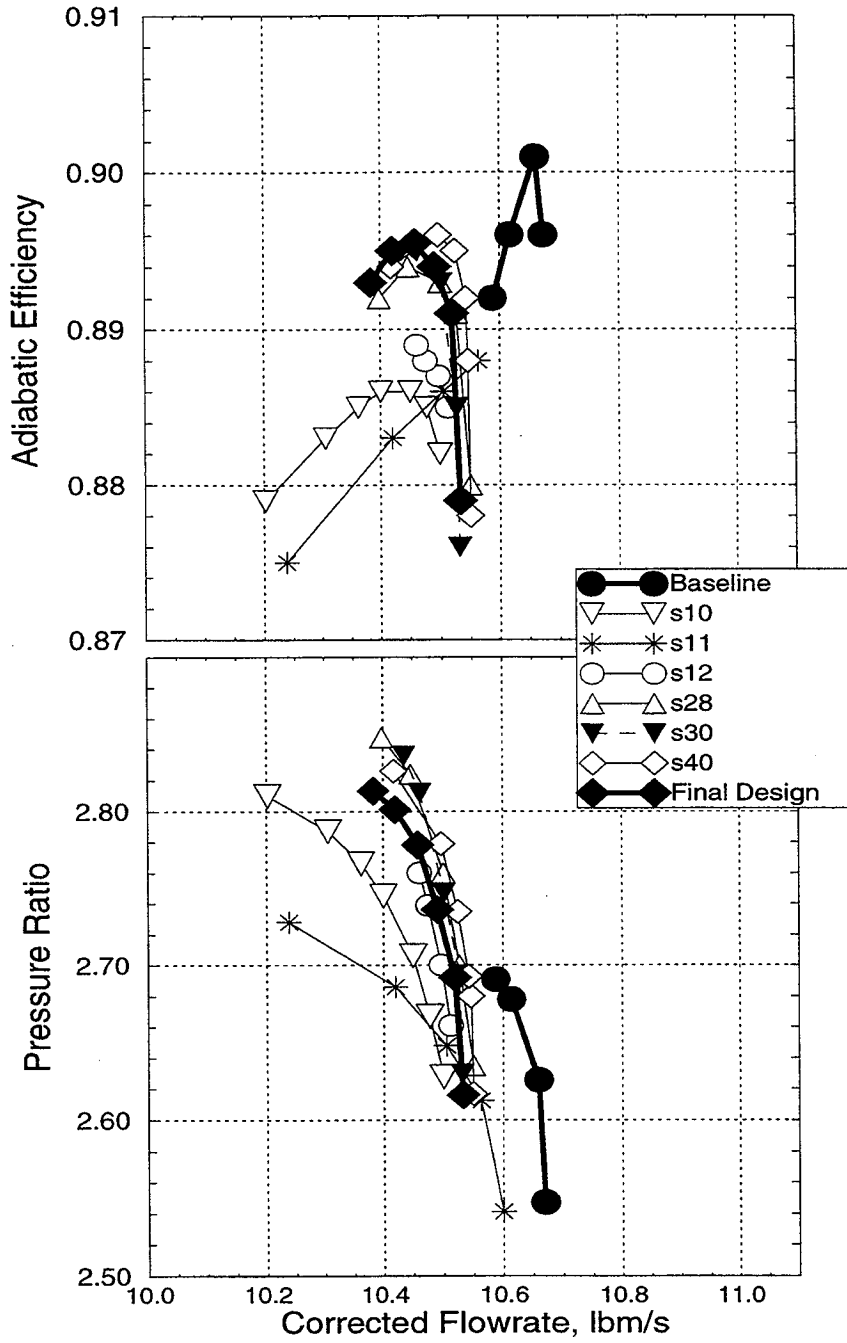 0.91
0.90
0.89
0.88
0.87
Adiabatic Efficiency
Baseline
s10
s11
s12
s28
s30
s40
Final Design
2.80
2.70
2.60
2.50
Pressure Ratio
10.0 10.2 10.4 10.6 10.8 11.0
Corrected Flowrate, lbm/s